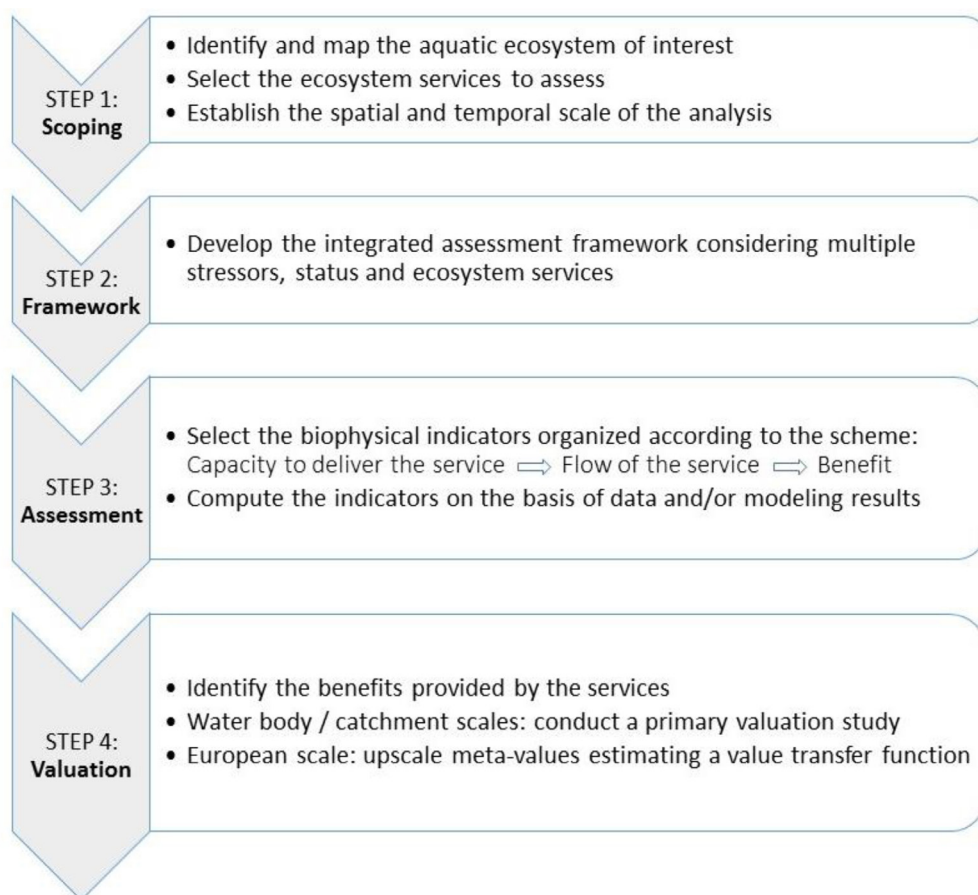 STEP 1:
Scoping
• Identify and map the aquatic ecosystem of interest
• Select the ecosystem services to assess
• Establish the spatial and temporal scale of the analysis
STEP 2:
Framework
• Develop the integrated assessment framework considering multiple
stressors, status and ecosystem services
STEP 3:
Assessment
• Select the biophysical indicators organized according to the scheme:
Capacity to deliver the service ⇨ Flow of the service ⇨ Benefit
• Compute the indicators on the basis of data and/or modeling results
STEP 4:
Valuation
• Identify the benefits provided by the services
• Water body / catchment scales: conduct a primary valuation study
• European scale: upscale meta-values estimating a value transfer function